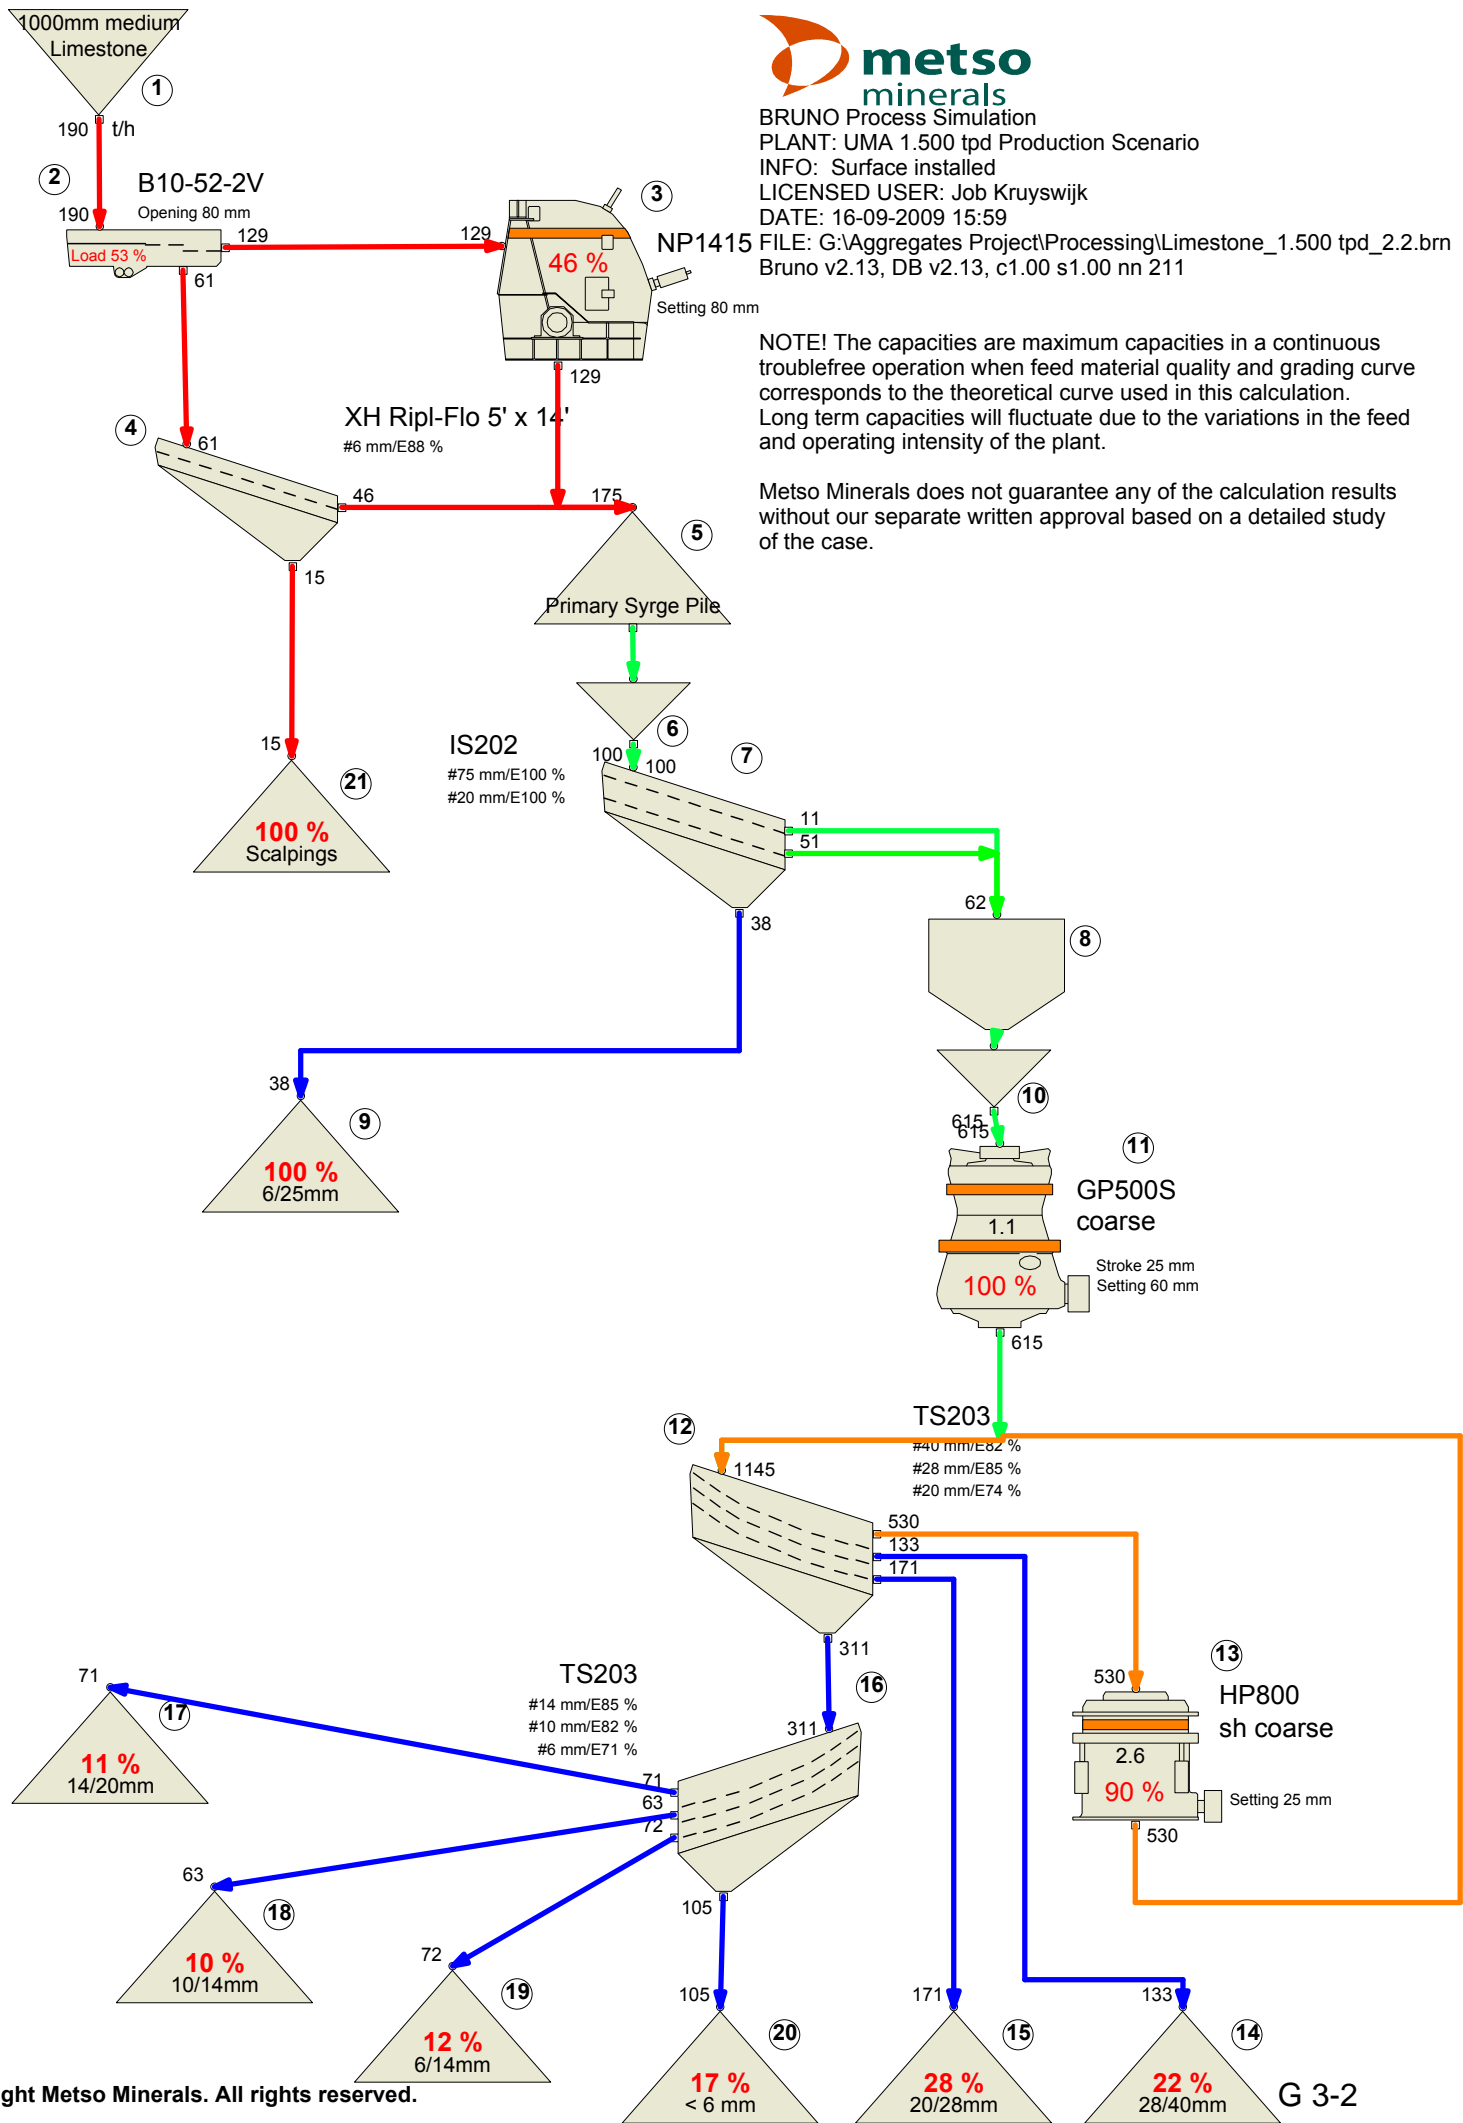 1000mm medium
Limestone
1
190 t/h
metso
minerals
BRUNO Process Simulation
PLANT: UMA 1.500 tpd Production Scenario
INFO: Surface installed
LICENSED USER: Job Kruyswijk
DATE: 16-09-2009 15:59
FILE: G:\Aggregates Project\Processing\Limestone_1.500 tpd_2.2.brn
Bruno v2.13, DB v2.13, c1.00 s1.00 nn 211
NOTE! The capacities are maximum capacities in a continuous
troublefree operation when feed material quality and grading curve
corresponds to the theoretical curve used in this calculation.
Long term capacities will fluctuate due to the variations in the feed
and operating intensity of the plant.
Metso Minerals does not guarantee any of the calculation results
without our separate written approval based on a detailed study
of the case.
2
B10-52-2V
Opening 80 mm
190
Load 53 %
129
61
3
129
NP1415
46 %
Setting 80 mm
129
4
XH Ripl-Flo 5' x 14'
#6 mm/E88 %
61
46
15
175
5
Primary Syrge Pile
15
21
100 %
Scalpings
6
100
IS202
#75 mm/E100 %
#20 mm/E100 %
100
7
11
51
38
62
8
38
9
100 %
6/25mm
10
615
615
11
GP500S
coarse
1.1
Stroke 25 mm
Setting 60 mm
100 %
615
12
TS203
#40 mm/E82 %
#28 mm/E85 %
#20 mm/E74 %
1145
530
133
171
311
13
530
HP800
sh coarse
2.6
90 %
Setting 25 mm
530
16
TS203
#14 mm/E85 %
#10 mm/E82 %
#6 mm/E71 %
311
71
63
72
105
71
17
11 %
14/20mm
63
18
10 %
10/14mm
72
19
12 %
6/14mm
105
20
17 %
< 6 mm
171
15
28 %
20/28mm
133
14
22 %
28/40mm
G 3-2
ght Metso Minerals. All rights reserved.